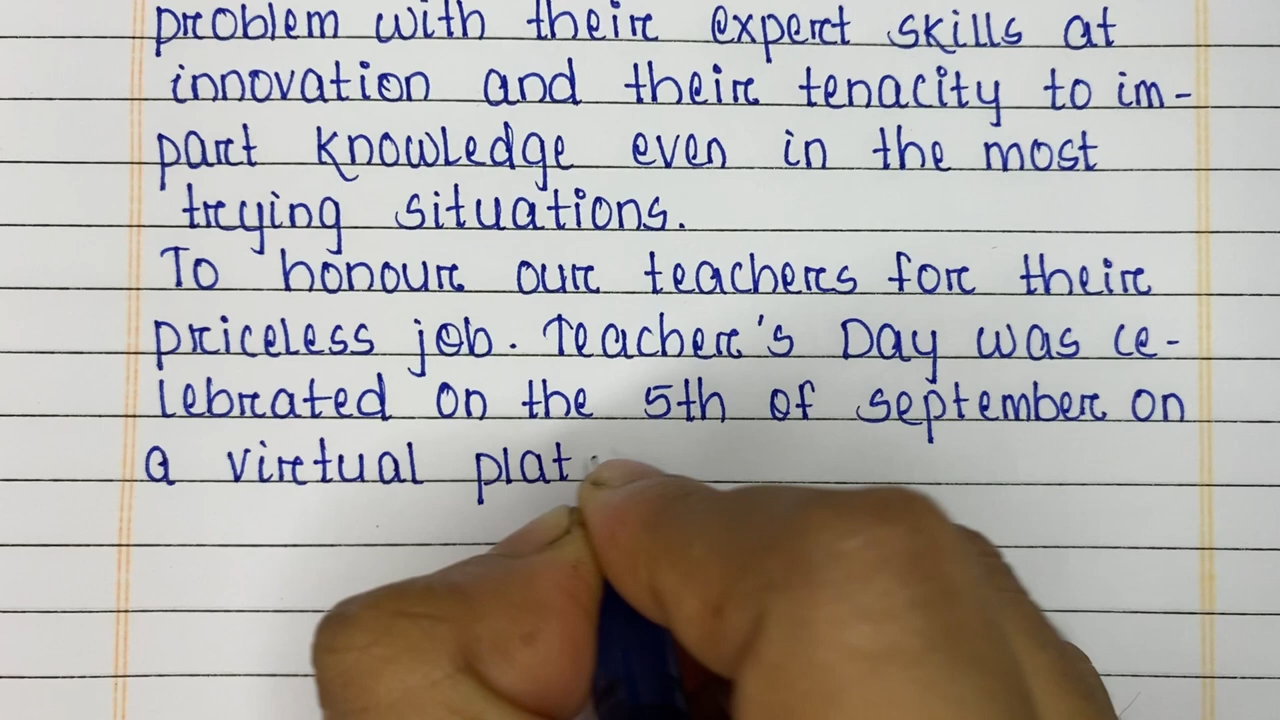 problem with their expert skills at
innovation and their tenacity to im-
part knowledge even in the most
trying situations.
To honour our teachers for their
priceless job. Teacher's Day was ce-
lebrated on the 5th of september on
a virtual plat